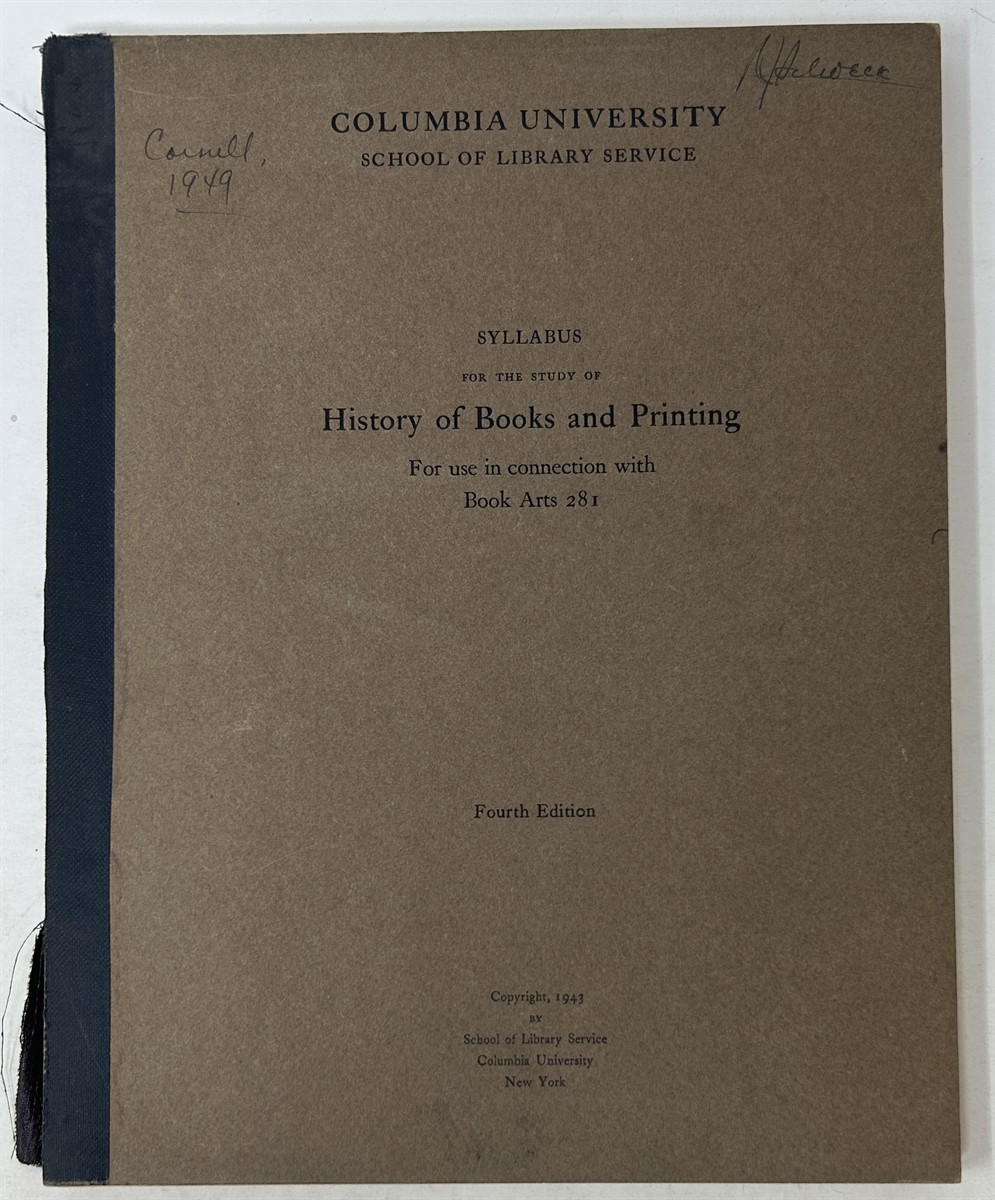 COLUMBIA UNIVERSITY
SCHOOL OF LIBRARY SERVICE
Cornell,
1949
SYLLABUS
FOR THE STUDY OF
History of Books and Printing
For use in connection with
Book Arts 281
Fourth Edition
Copyright, 1943
BY
School of Library Service
Columbia University
New York